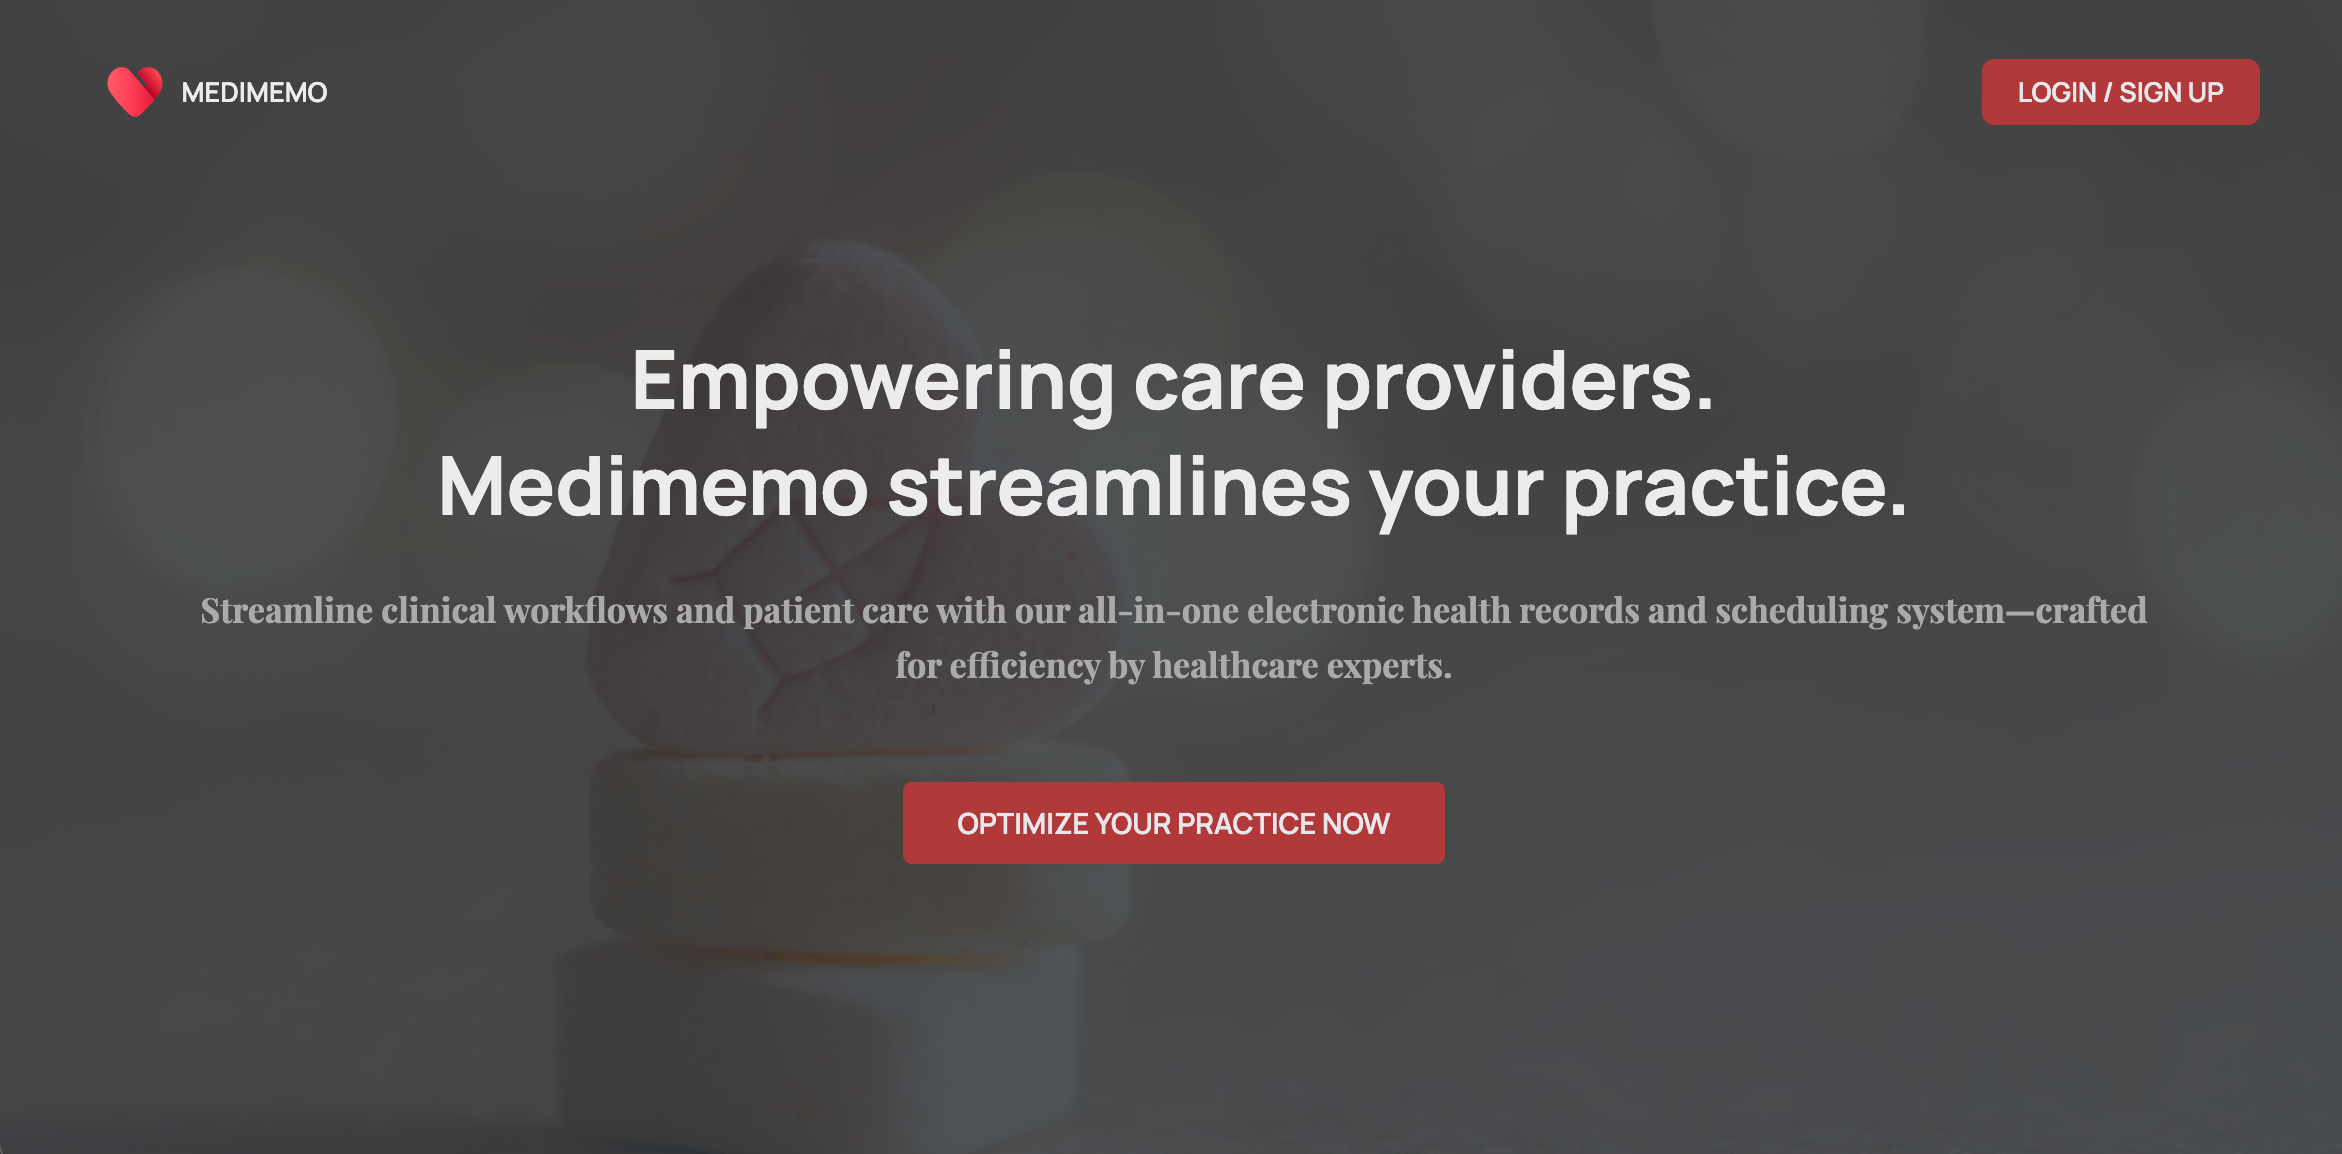 MEDIMEMO
LOGIN / SIGN UP
Empowering care providers.
Medimemo streamlines your practice.
Streamline clinical workflows and patient care with our all-in-one electronic health records and scheduling system—crafted
for efficiency by healthcare experts.
OPTIMIZE YOUR PRACTICE NOW